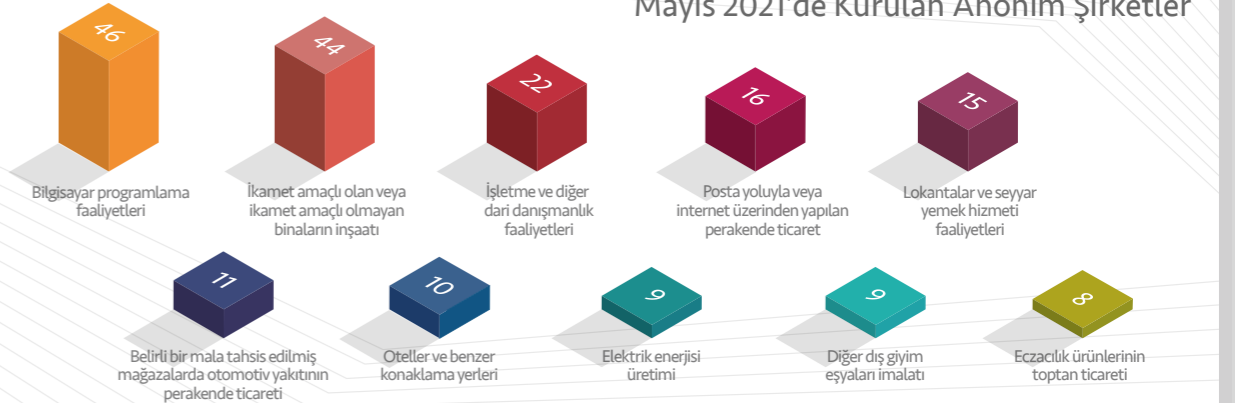 Mayıs 2021'de Kurulan Anonim Şirketler
46
44
22
16
15
Bilgisayar programlama
faaliyetleri
İkamet amaçlı olan veya
ikamet amaçlı olmayan
binaların inşaatı
İşletme ve diğer
dari danışmanlık
faaliyetleri
Posta yoluyla veya
internet üzerinden yapılan
perakende ticaret
Lokantalar ve seyyar
yemek hizmeti
faaliyetleri
11
10
9
9
8
Belirli bir mala tahsis edilmiş
mağazalarda otomotiv yakıtının
perakende ticareti
Oteller ve benzer
konaklama yerleri
Elektrik enerjisi
üretimi
Diğer dış giyim
eşyaları imalatı
Eczacılık ürünlerinin
toptan ticareti